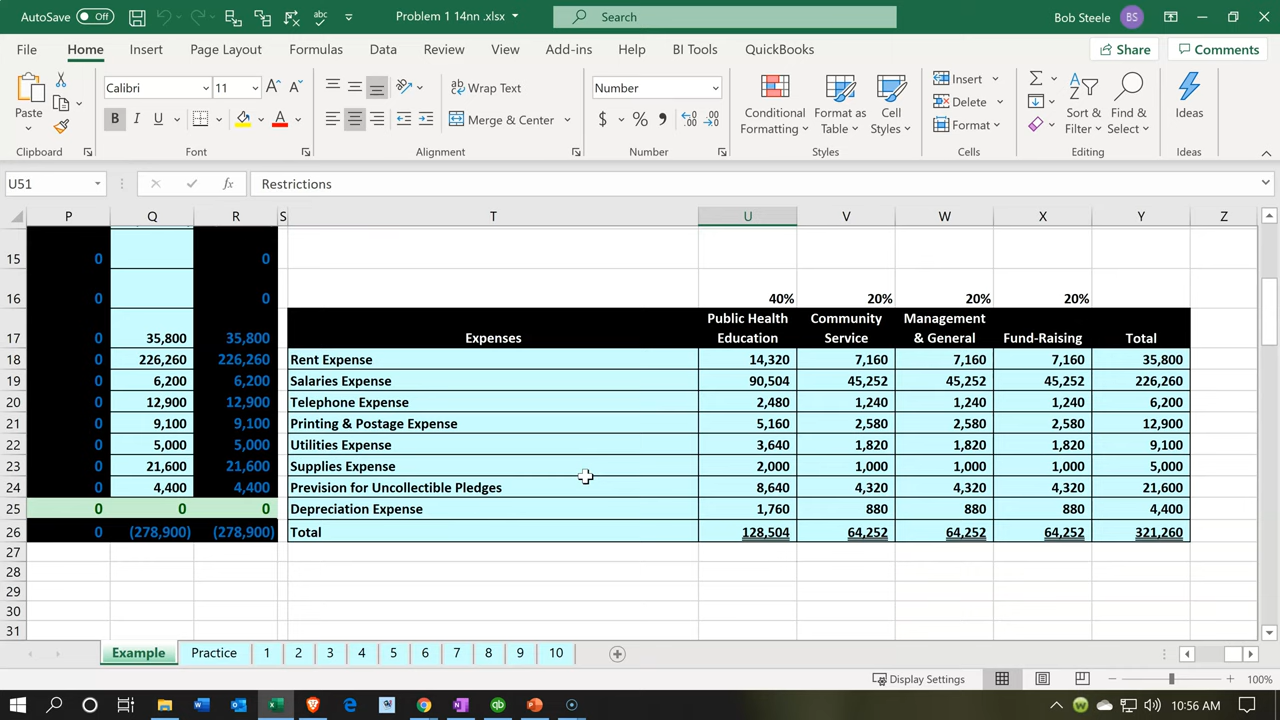 AutoSave Off Problem 1 14nn .xlsx Search Bob Steele BS
File Home Insert Page Layout Formulas Data Review View Add-ins Help BI Tools QuickBooks Share Comments
Calibri 11 Wrap Text Number Insert
Paste Merge & Center Conditional Formatting Format as Table Cell Styles Delete Format Sort & Filter Find & Select Ideas
Clipboard Font Alignment Number Styles Cells Editing Ideas
U51 fx Restrictions
P Q R S T U V W X Y Z
15 0 0
16 0 0 40% 20% 20% 20%
Public Health Community Management
17 0 35,800 35,800 Expenses Education Service & General Fund-Raising Total
18 0 226,260 226,260 Rent Expense 14,320 7,160 7,160 7,160 35,800
19 0 6,200 6,200 Salaries Expense 90,504 45,252 45,252 45,252 226,260
20 0 12,900 12,900 Telephone Expense 2,480 1,240 1,240 1,240 6,200
21 0 9,100 9,100 Printing & Postage Expense 5,160 2,580 2,580 2,580 12,900
22 0 5,000 5,000 Utilities Expense 3,640 1,820 1,820 1,820 9,100
23 0 21,600 21,600 Supplies Expense 2,000 1,000 1,000 1,000 5,000
24 0 4,400 4,400 Prevision for Uncollectible Pledges 8,640 4,320 4,320 4,320 21,600
25 0 0 0 Depreciation Expense 1,760 880 880 880 4,400
26 0 (278,900) (278,900) Total 128,504 64,252 64,252 64,252 321,260
27
28
29
30
31
Example Practice 1 2 3 4 5 6 7 8 9 10
Display Settings 100%
10:56 AM